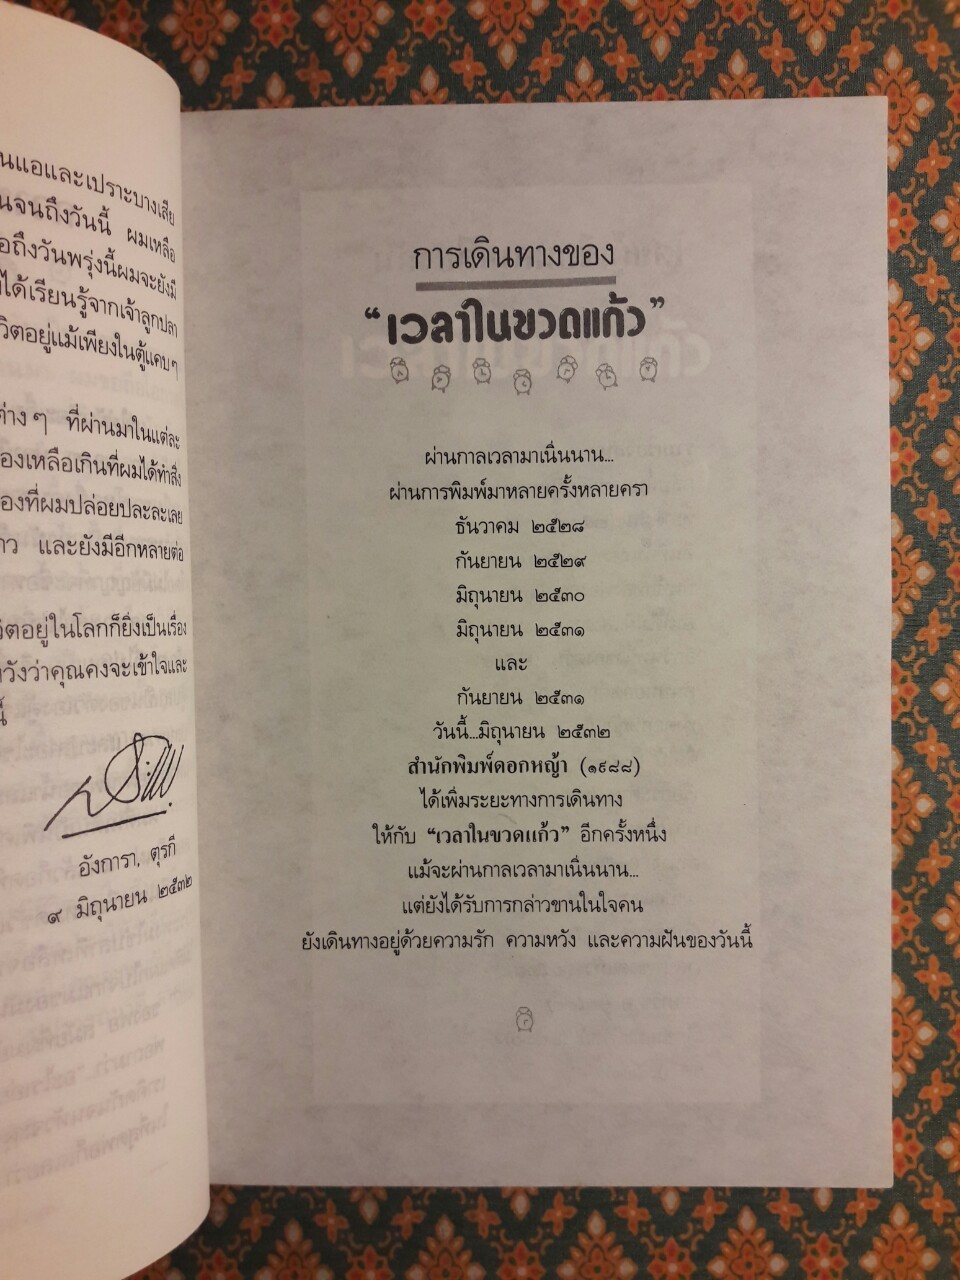 นแอและเปราะบางเสีย
นจนถึงวันนี้ ผมเหลือ
อถึงวันพรุ่งนี้ผมจะยังมี
ได้เรียนรู้จากเจ้าลูกปลา
วิตอยู่แม้เพียงในตู้แคบๆ
ต่างๆ ที่ผ่านมาในแต่ละ
องเหลือเกินที่ผมได้ทำสิ่ง
องที่ผมปล่อยปละละเลย
าว และยังมีอีกหลายต่อ
วิตอยู่ในโลกก็ยิ่งเป็นเรื่อง
หวังว่าคุณคงจะเข้าใจและ
นี้
อังการา, ตุรกี
๙ มิถุนายน ๒๕๓๒
การเดินทางของ
“เวลาในขวดแก้ว”
ผ่านกาลเวลามาเนิ่นนาน...
ผ่านการพิมพ์มาหลายครั้งหลายครา
ธันวาคม ๒๕๒๘
กันยายน ๒๕๒๙
มิถุนายน ๒๕๓๐
มิถุนายน ๒๕๓๑
และ
กันยายน ๒๕๓๑
วันนี้...มิถุนายน ๒๕๓๒
สำนักพิมพ์ดอกหญ้า (๑๙๘๘)
ได้เพิ่มระยะทางการเดินทาง
ให้กับ “เวลาในขวดแก้ว” อีกครั้งหนึ่ง
แม้จะผ่านกาลเวลามาเนิ่นนาน...
แต่ยังได้รับการกล่าวขานในใจคน
ยังเดินทางอยู่ด้วยความรัก ความหวัง และความฝันของวันนี้